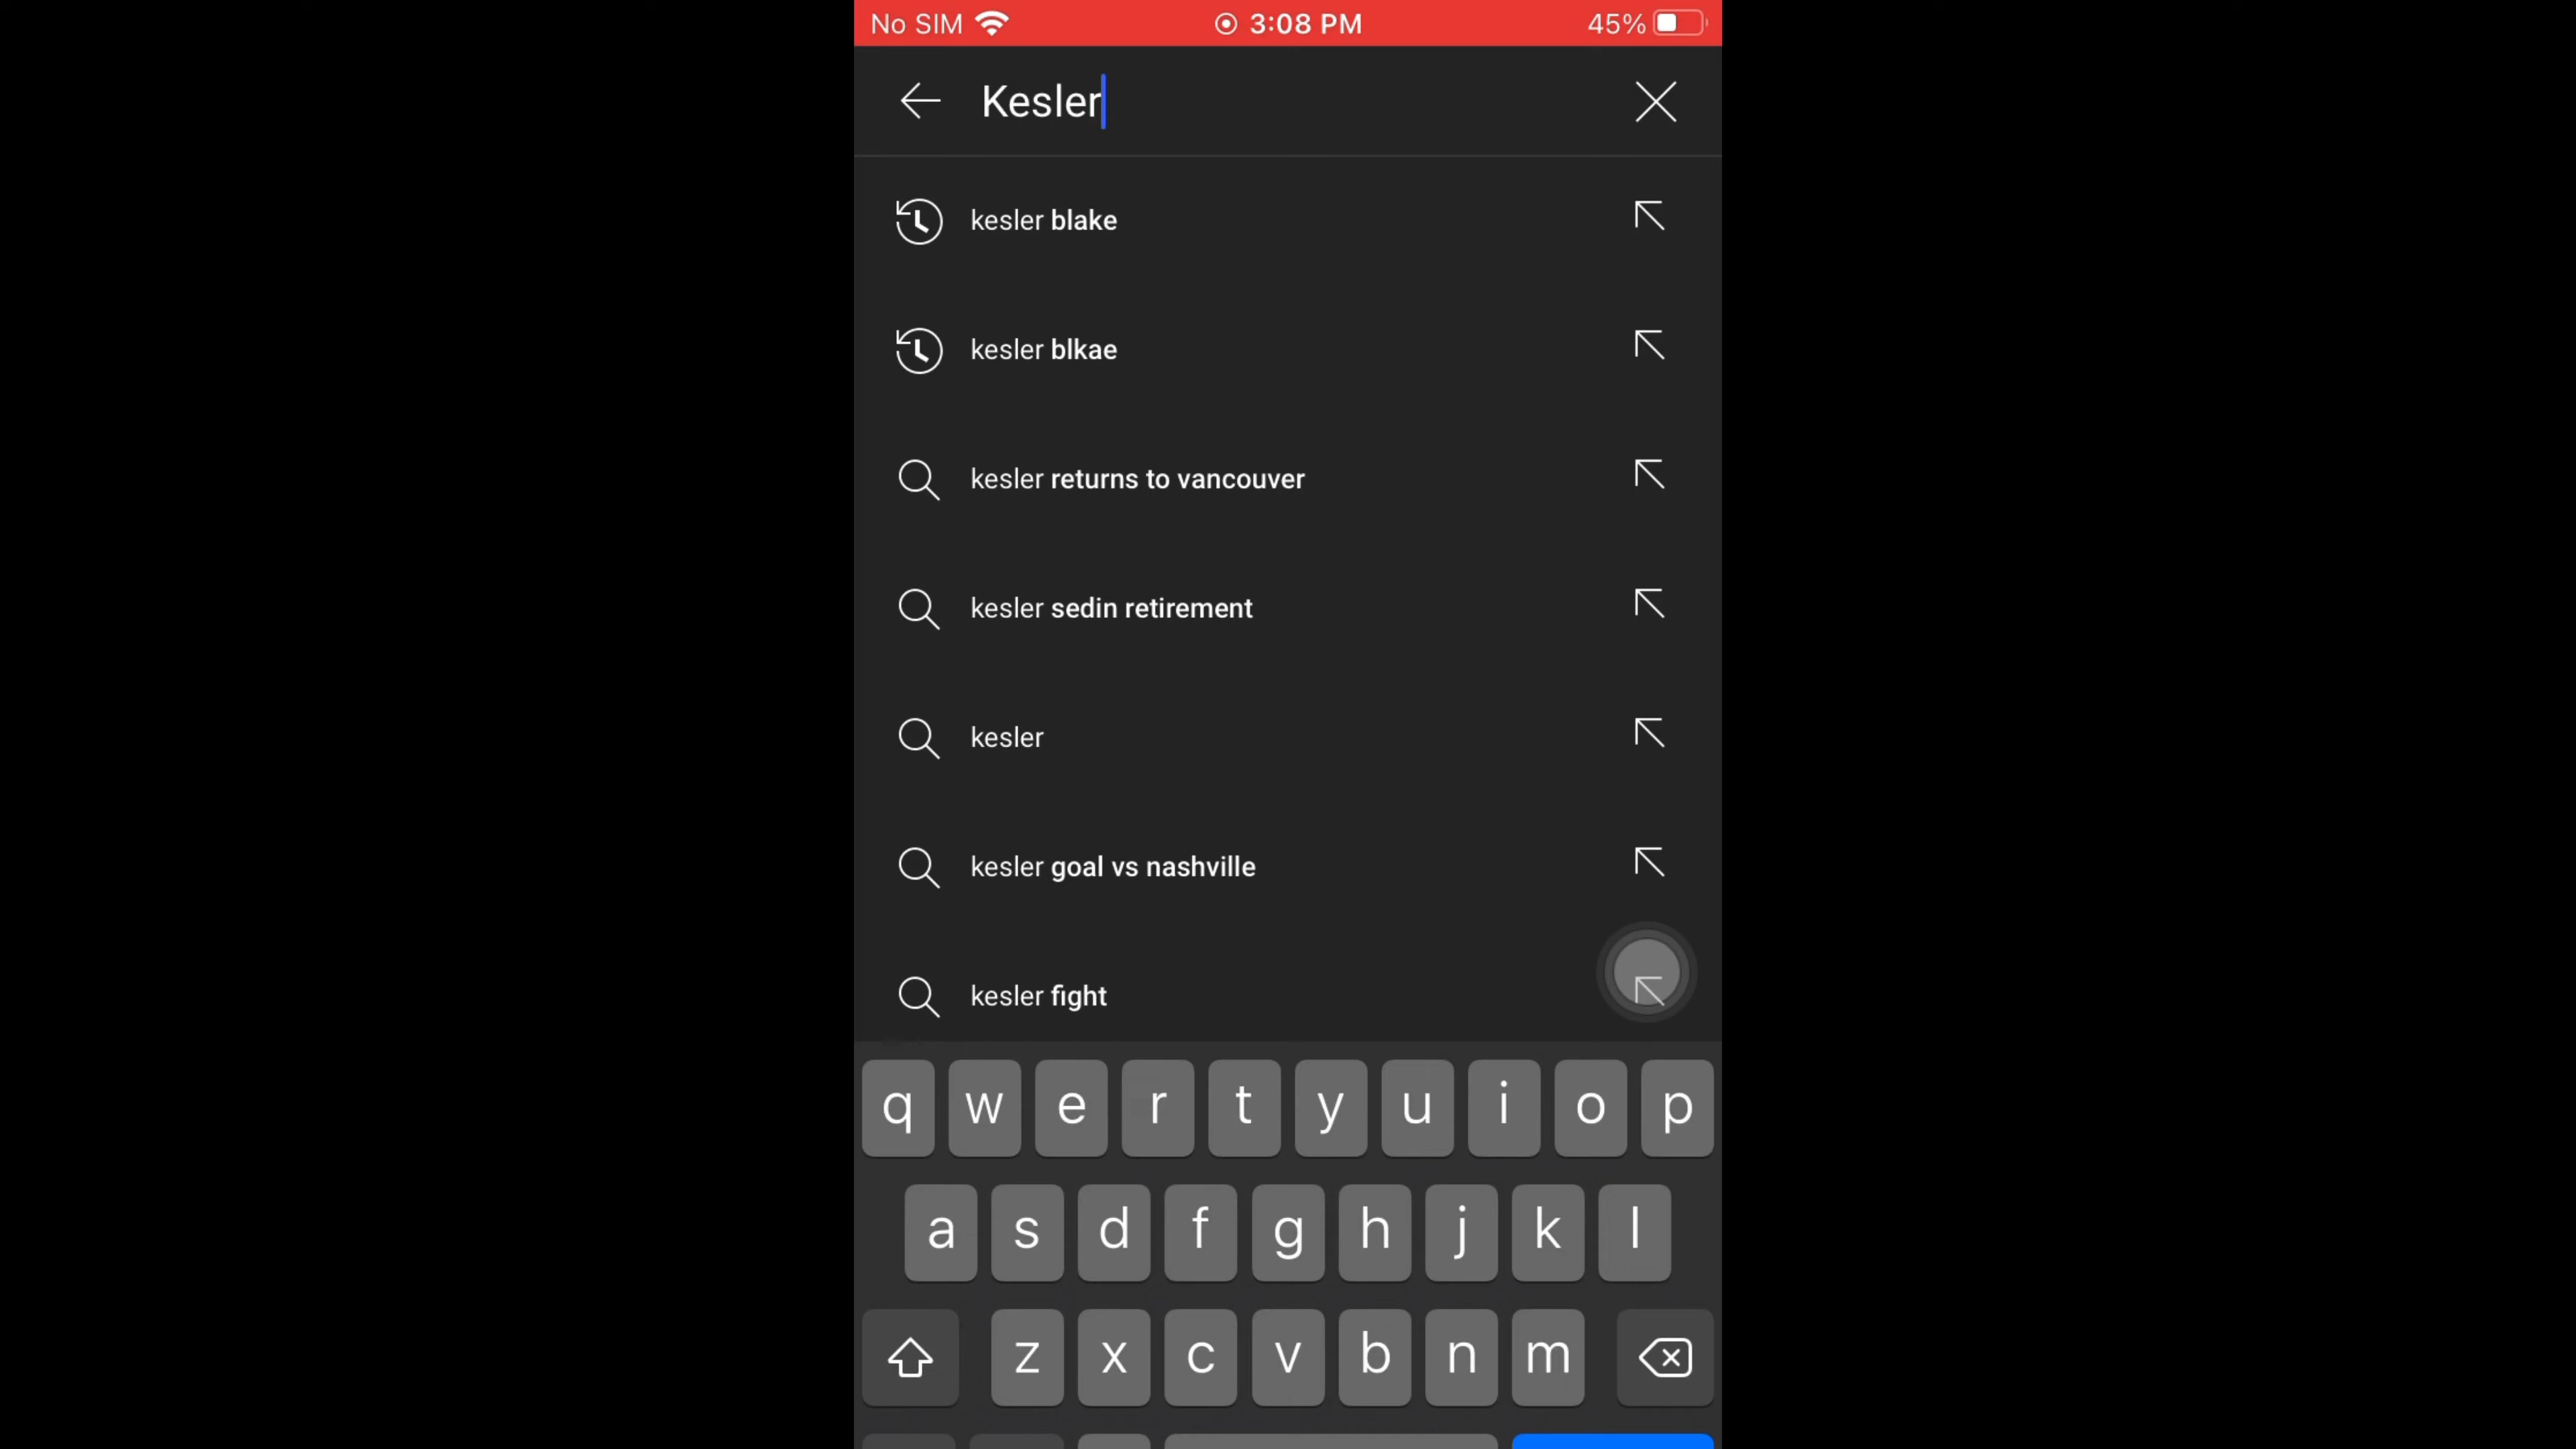 No SIM 3:08 PM 45%
Kesler
kesler blake
kesler blkae
kesler returns to vancouver
kesler sedin retirement
kesler
kesler goal vs nashville
kesler fight
q w e r t y u i o p
a s d f g h j k l
z x c v b n m